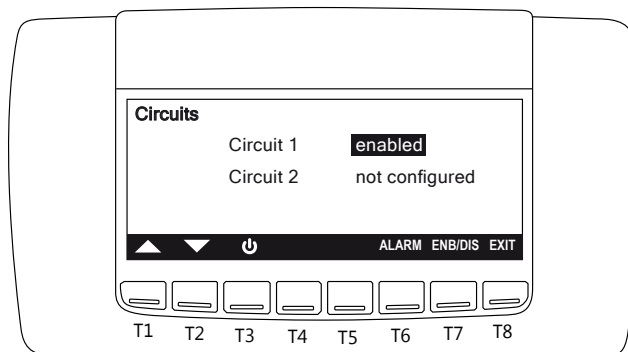 Circuits
Circuit 1 enabled
Circuit 2 not configured
ALARM ENB/DIS EXIT
T1 T2 T3 T4 T5 T6 T7 T8